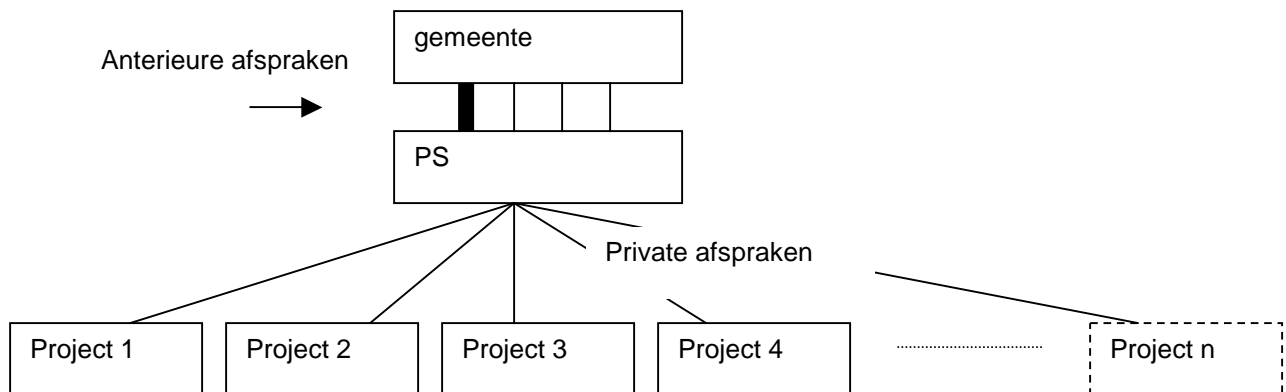 gemeente
Anterieure afspraken
PS
Private afspraken
Project 1
Project 2
Project 3
Project 4
Project n